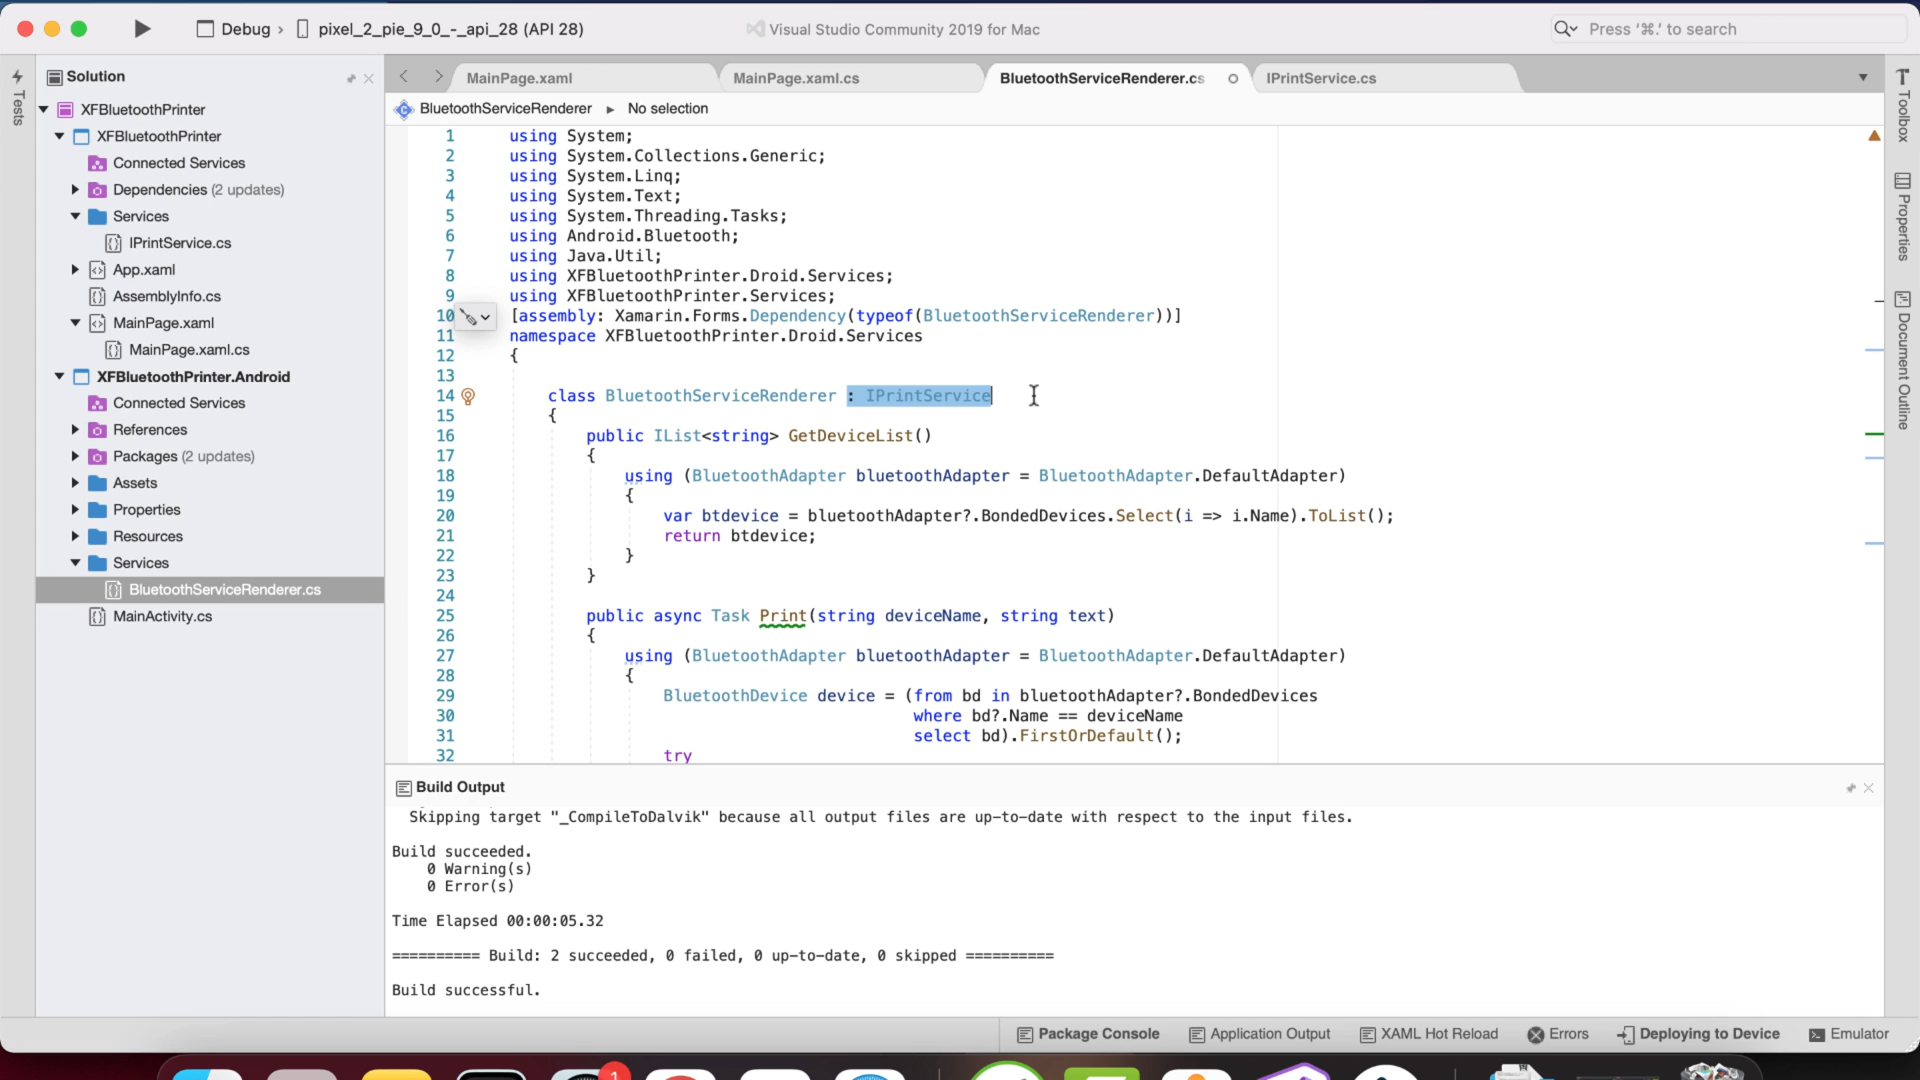 Debug › pixel_2_pie_9_0_-_api_28 (API 28)
Visual Studio Community 2019 for Mac
Press '⌘.' to search
Tests
Solution
XFBluetoothPrinter
XFBluetoothPrinter
Connected Services
Dependencies (2 updates)
Services
IPrintService.cs
App.xaml
AssemblyInfo.cs
MainPage.xaml
MainPage.xaml.cs
XFBluetoothPrinter.Android
Connected Services
References
Packages (2 updates)
Assets
Properties
Resources
Services
BluetoothServiceRenderer.cs
MainActivity.cs
MainPage.xaml
MainPage.xaml.cs
BluetoothServiceRenderer.cs
IPrintService.cs
BluetoothServiceRenderer ▸ No selection
1 using System;
2 using System.Collections.Generic;
3 using System.Linq;
4 using System.Text;
5 using System.Threading.Tasks;
6 using Android.Bluetooth;
7 using Java.Util;
8 using XFBluetoothPrinter.Droid.Services;
9 using XFBluetoothPrinter.Services;
10 [assembly: Xamarin.Forms.Dependency(typeof(BluetoothServiceRenderer))]
11 namespace XFBluetoothPrinter.Droid.Services
12 {
13
14 class BluetoothServiceRenderer : IPrintService
15 {
16 public IList<string> GetDeviceList()
17 {
18 using (BluetoothAdapter bluetoothAdapter = BluetoothAdapter.DefaultAdapter)
19 {
20 var btdevice = bluetoothAdapter?.BondedDevices.Select(i => i.Name).ToList();
21 return btdevice;
22 }
23 }
24
25 public async Task Print(string deviceName, string text)
26 {
27 using (BluetoothAdapter bluetoothAdapter = BluetoothAdapter.DefaultAdapter)
28 {
29 BluetoothDevice device = (from bd in bluetoothAdapter?.BondedDevices
30 where bd?.Name == deviceName
31 select bd).FirstOrDefault();
32 try
Toolbox
Properties
Document Outline
Build Output
Skipping target "_CompileToDalvik" because all output files are up-to-date with respect to the input files.
Build succeeded.
0 Warning(s)
0 Error(s)
Time Elapsed 00:00:05.32
========== Build: 2 succeeded, 0 failed, 0 up-to-date, 0 skipped ==========
Build successful.
Package Console
Application Output
XAML Hot Reload
Errors
Deploying to Device
Emulator
1